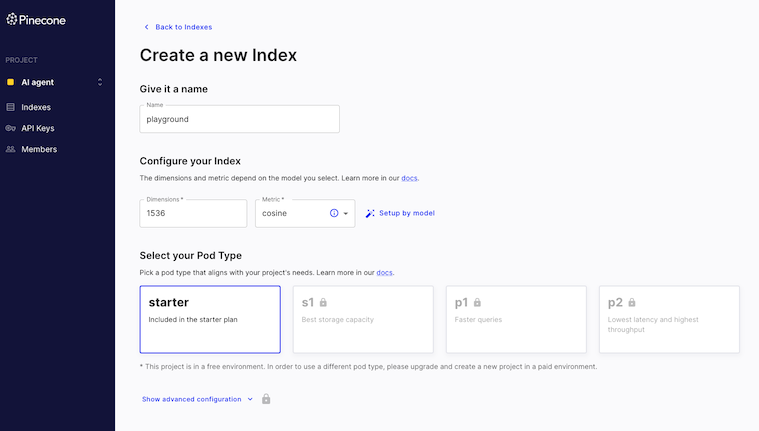 Pinecone
Back to Indexes
Create a new Index
PROJECT
AI agent
Indexes
API Keys
Members
Give it a name
Name
playground
Configure your Index
The dimensions and metric depend on the model you select. Learn more in our docs.
Dimensions *
1536
Metric *
cosine
Setup by model
Select your Pod Type
Pick a pod type that aligns with your project's needs. Learn more in our docs.
starter
Included in the starter plan
s1
Best storage capacity
p1
Faster queries
p2
Lowest latency and highest
throughput
* This project is in a free environment. In order to use a different pod type, please upgrade and create a new project in a paid environment.
Show advanced configuration